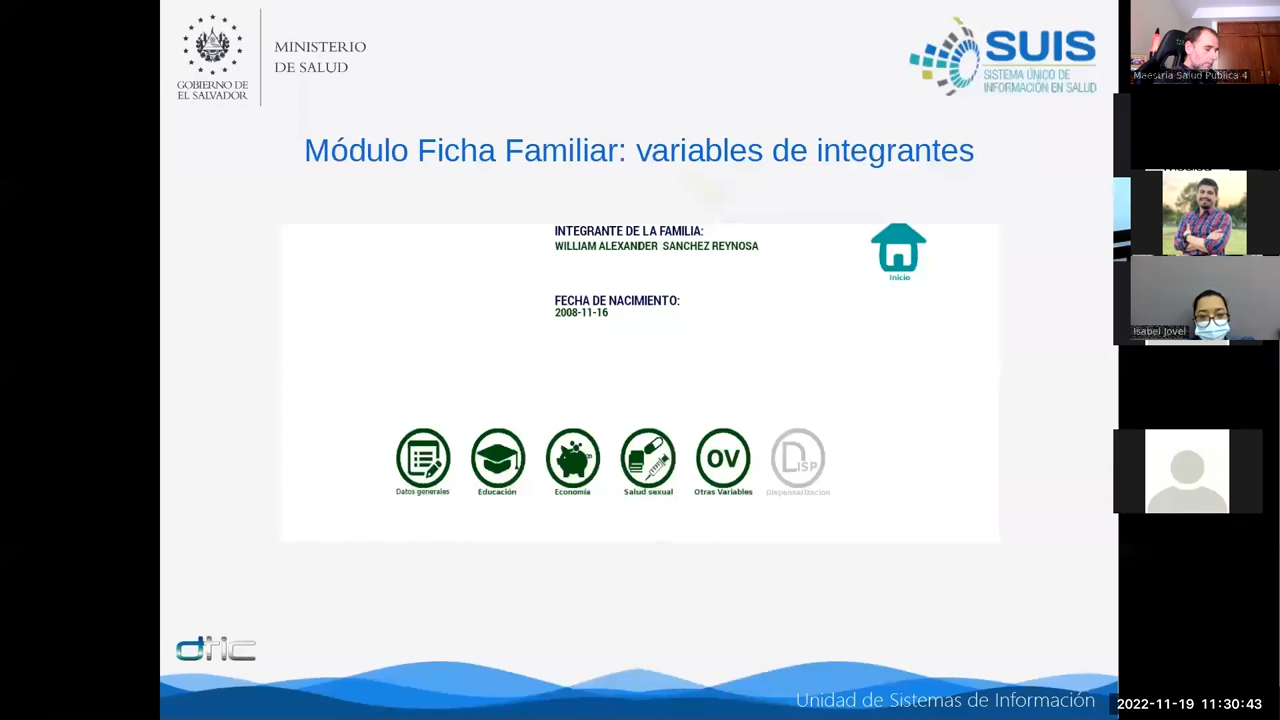 MINISTERIO
DE SALUD
GOBIERNO DE
EL SALVADOR
SUIS
SISTEMA ÚNICO DE
INFORMACIÓN EN SALUD
Maestria Salud Publica 4
Módulo Ficha Familiar: variables de integrantes
INTEGRANTE DE LA FAMILIA:
WILLIAM ALEXANDER SANCHEZ REYNOSA
Inicio
FECHA DE NACIMIENTO:
2008-11-16
Isabel Jovel
OV
DISP
Datos generales
Educación
Economía
Salud sexual
Otras Variables
Dispensarizacion
dtic
Unidad de Sistemas de Información
2022-11-19 11:30:43